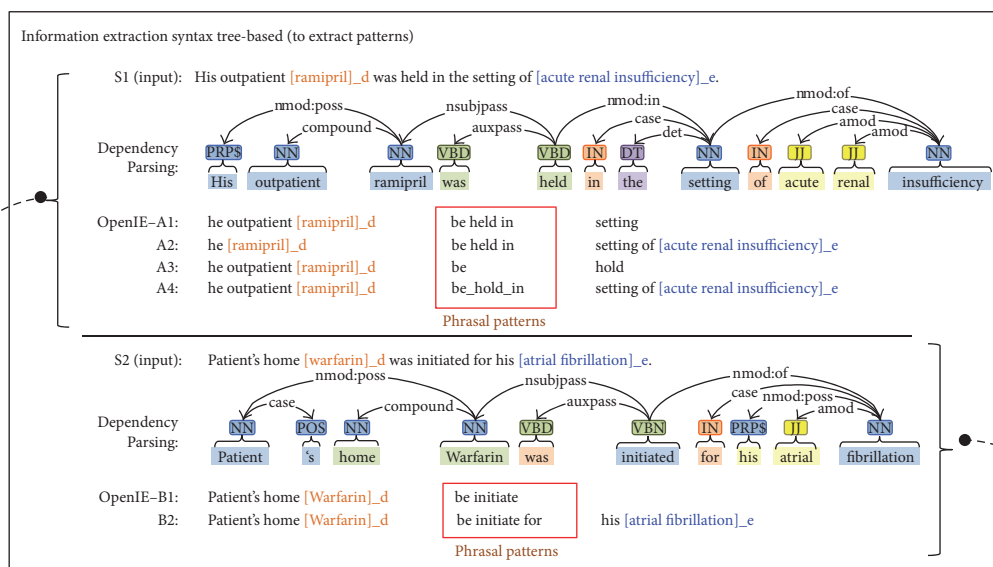 Information extraction syntax tree-based (to extract patterns)
S1 (input): His outpatient [ramipril]_d was held in the setting of [acute renal insufficiency]_e.
nmod:poss nsubjpass nmod:in nmod:of
compound auxpass case det case amod amod
Dependency Parsing:
PRP$ NN NN VBD VBD IN DT NN IN JJ JJ NN
His outpatient ramipril was held in the setting of acute renal insufficiency
OpenIE–A1: he outpatient [ramipril]_d be held in setting
A2: he [ramipril]_d be held in setting of [acute renal insufficiency]_e
A3: he outpatient [ramipril]_d be hold
A4: he outpatient [ramipril]_d be_hold_in setting of [acute renal insufficiency]_e
Phrasal patterns
S2 (input): Patient's home [warfarin]_d was initiated for his [atrial fibrillation]_e.
nmod:poss nsubjpass nmod:of
case compound auxpass case nmod:poss amod
Dependency Parsing:
NN POS NN NN VBD VBN IN PRP$ JJ NN
Patient 's home Warfarin was initiated for his atrial fibrillation
OpenIE–B1: Patient's home [Warfarin]_d be initiate
B2: Patient's home [Warfarin]_d be initiate for his [atrial fibrillation]_e
Phrasal patterns